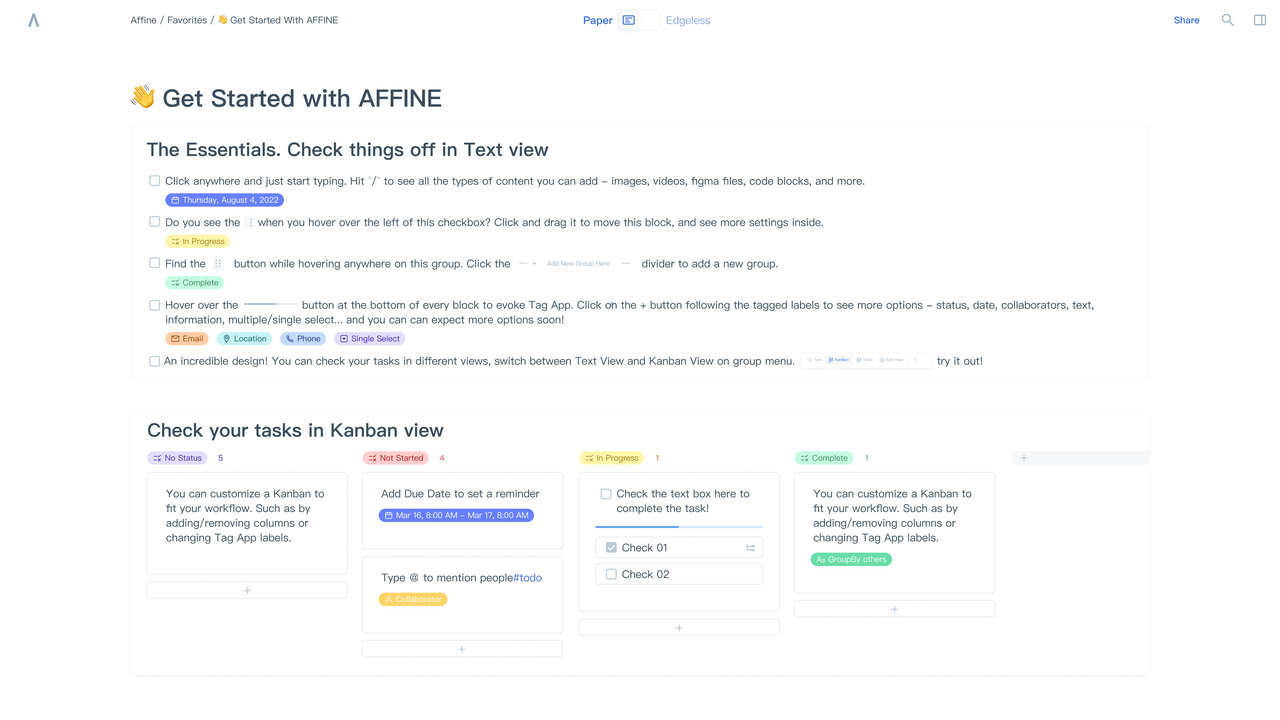 Affine / Favorites / 👋 Get Started With AFFINE
Paper
Edgeless
Share
👋 Get Started with AFFINE
The Essentials. Check things off in Text view
Click anywhere and just start typing. Hit `/` to see all the types of content you can add – images, videos, figma files, code blocks, and more.
Thursday, August 4, 2022
Do you see the when you hover over the left of this checkbox? Click and drag it to move this block, and see more settings inside.
In Progress
Find the button while hovering anywhere on this group. Click the + Add New Group Here divider to add a new group.
Complete
Hover over the button at the bottom of every block to evoke Tag App. Click on the + button following the tagged labels to see more options – status, date, collaborators, text,
information, multiple/single select... and you can can expect more options soon!
Email Location Phone Single Select
An incredible design! You can check your tasks in different views, switch between Text View and Kanban View on group menu. Text Kanban Table Add View try it out!
Check your tasks in Kanban view
No Status 5
You can customize a Kanban to
fit your workflow. Such as by
adding/removing columns or
changing Tag App labels.
+
Not Started 4
Add Due Date to set a reminder
Mar 16, 8:00 AM – Mar 17, 8:00 AM
Type @ to mention people#todo
Collaborator
+
In Progress 1
Check the text box here to
complete the task!
Check 01
Check 02
+
Complete 1
You can customize a Kanban to
fit your workflow. Such as by
adding/removing columns or
changing Tag App labels.
Aa GroupBy others
+
+